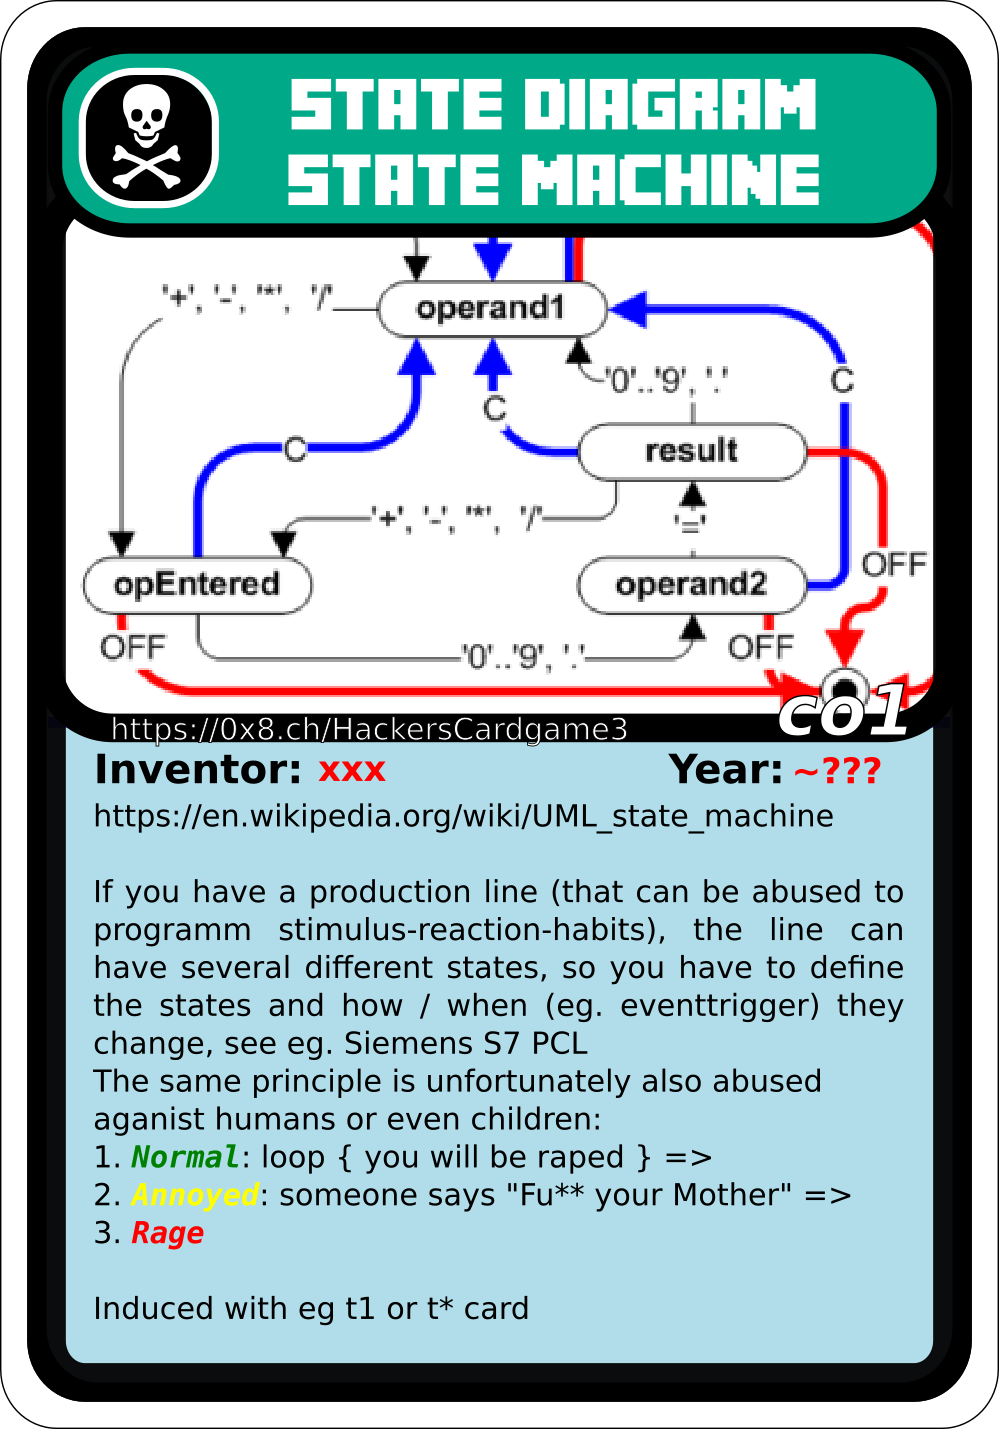 STATE DIAGRAM
STATE MACHINE
operand1
'+', '-', '*', '/'
C
'0'..'9', '.'
C
C
result
'+', '-', '*', '/'
'='
OFF
opEntered
operand2
OFF
'0'..'9', '.'
OFF
co1
https://0x8.ch/HackersCardgame3
Inventor: xxx Year: ~???
https://en.wikipedia.org/wiki/UML_state_machine
If you have a production line (that can be abused to
programm stimulus-reaction-habits), the line can
have several different states, so you have to define
the states and how / when (eg. eventtrigger) they
change, see eg. Siemens S7 PCL
The same principle is unfortunately also abused
aganist humans or even children:
1. Normal: loop { you will be raped } =>
2. Annoyed: someone says "Fu** your Mother" =>
3. Rage
Induced with eg t1 or t* card